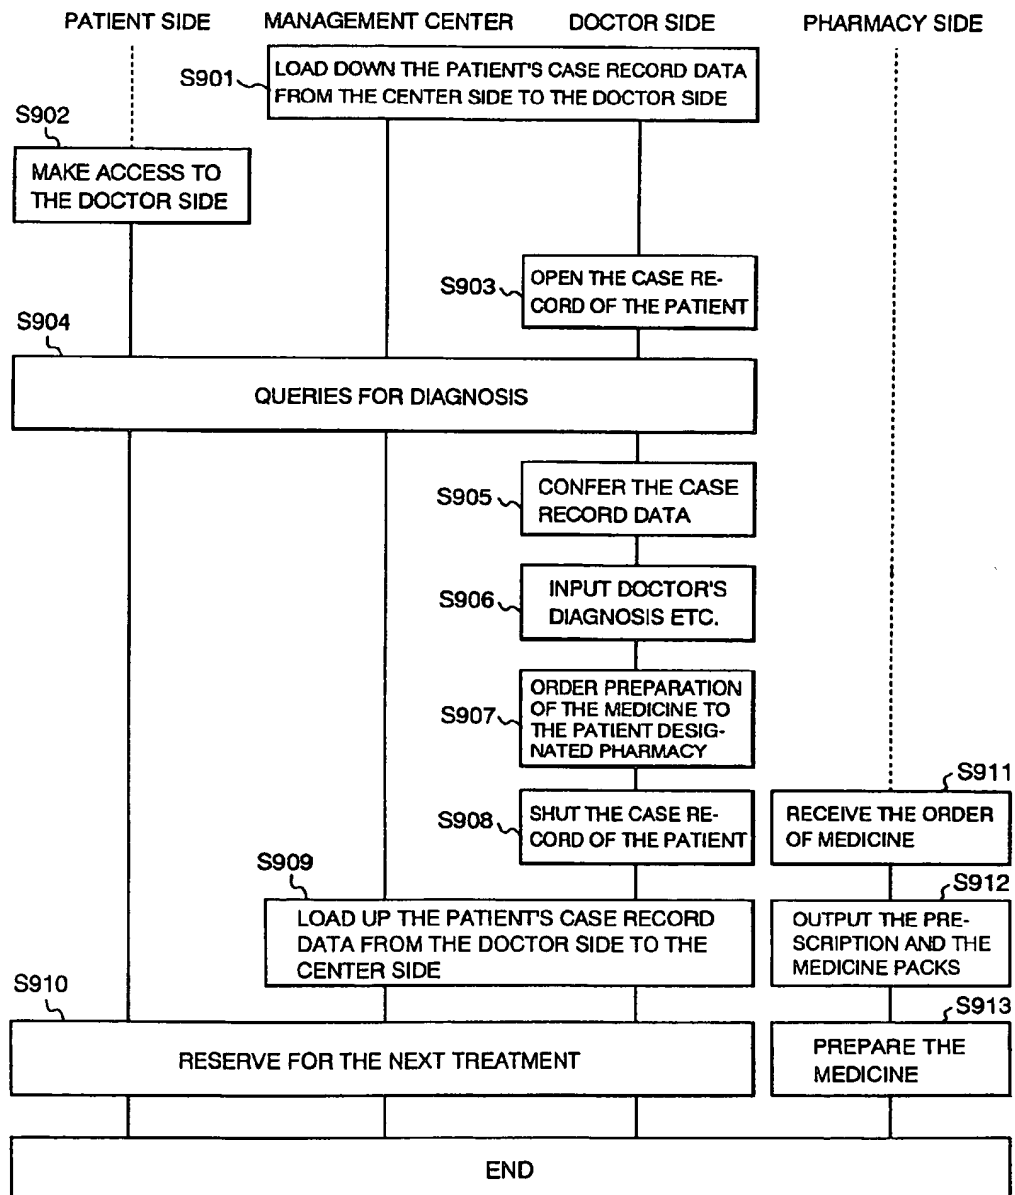 PATIENT SIDE
MANAGEMENT CENTER
DOCTOR SIDE
PHARMACY SIDE
S901
LOAD DOWN THE PATIENT'S CASE RECORD DATA
FROM THE CENTER SIDE TO THE DOCTOR SIDE
S902
MAKE ACCESS TO
THE DOCTOR SIDE
S903
OPEN THE CASE RE-
CORD OF THE PATIENT
S904
QUERIES FOR DIAGNOSIS
S905
CONFER THE CASE
RECORD DATA
S906
INPUT DOCTOR'S
DIAGNOSIS ETC.
S907
ORDER PREPARATION
OF THE MEDICINE TO
THE PATIENT DESIG-
NATED PHARMACY
S908
SHUT THE CASE RE-
CORD OF THE PATIENT
S911
RECEIVE THE ORDER
OF MEDICINE
S909
LOAD UP THE PATIENT'S CASE RECORD
DATA FROM THE DOCTOR SIDE TO THE
CENTER SIDE
S912
OUTPUT THE PRE-
SCRIPTION AND THE
MEDICINE PACKS
S910
RESERVE FOR THE NEXT TREATMENT
S913
PREPARE THE
MEDICINE
END